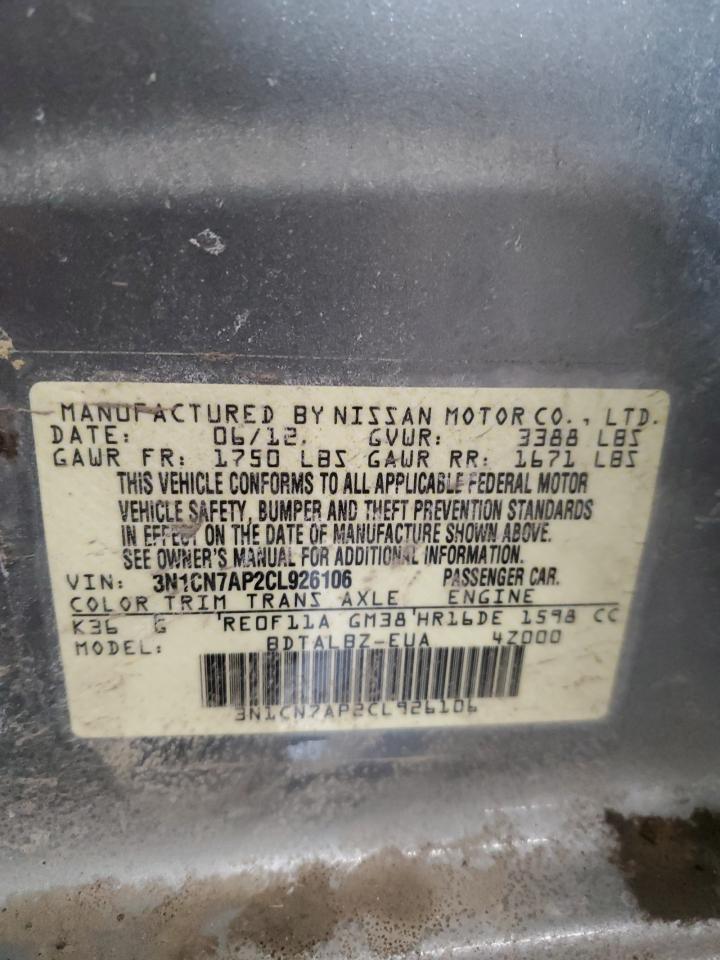 MANUFACTURED BY NISSAN MOTOR CO., LTD.
DATE: 06/12. GVWR: 3388 LBS
GAWR FR: 1750 LBS GAWR RR: 1671 LBS
THIS VEHICLE CONFORMS TO ALL APPLICABLE FEDERAL MOTOR
VEHICLE SAFETY, BUMPER AND THEFT PREVENTION STANDARDS
IN EFFECT ON THE DATE OF MANUFACTURE SHOWN ABOVE.
SEE OWNER'S MANUAL FOR ADDITIONAL INFORMATION.
VIN: 3N1CN7AP2CL926106 PASSENGER CAR.
COLOR TRIM TRANS AXLE ENGINE
K36 G RE0F11A GM38 HR16DE 1598 CC
MODEL: BDTALBZ-EUA 4Z000
3N1CN7AP2CL926106